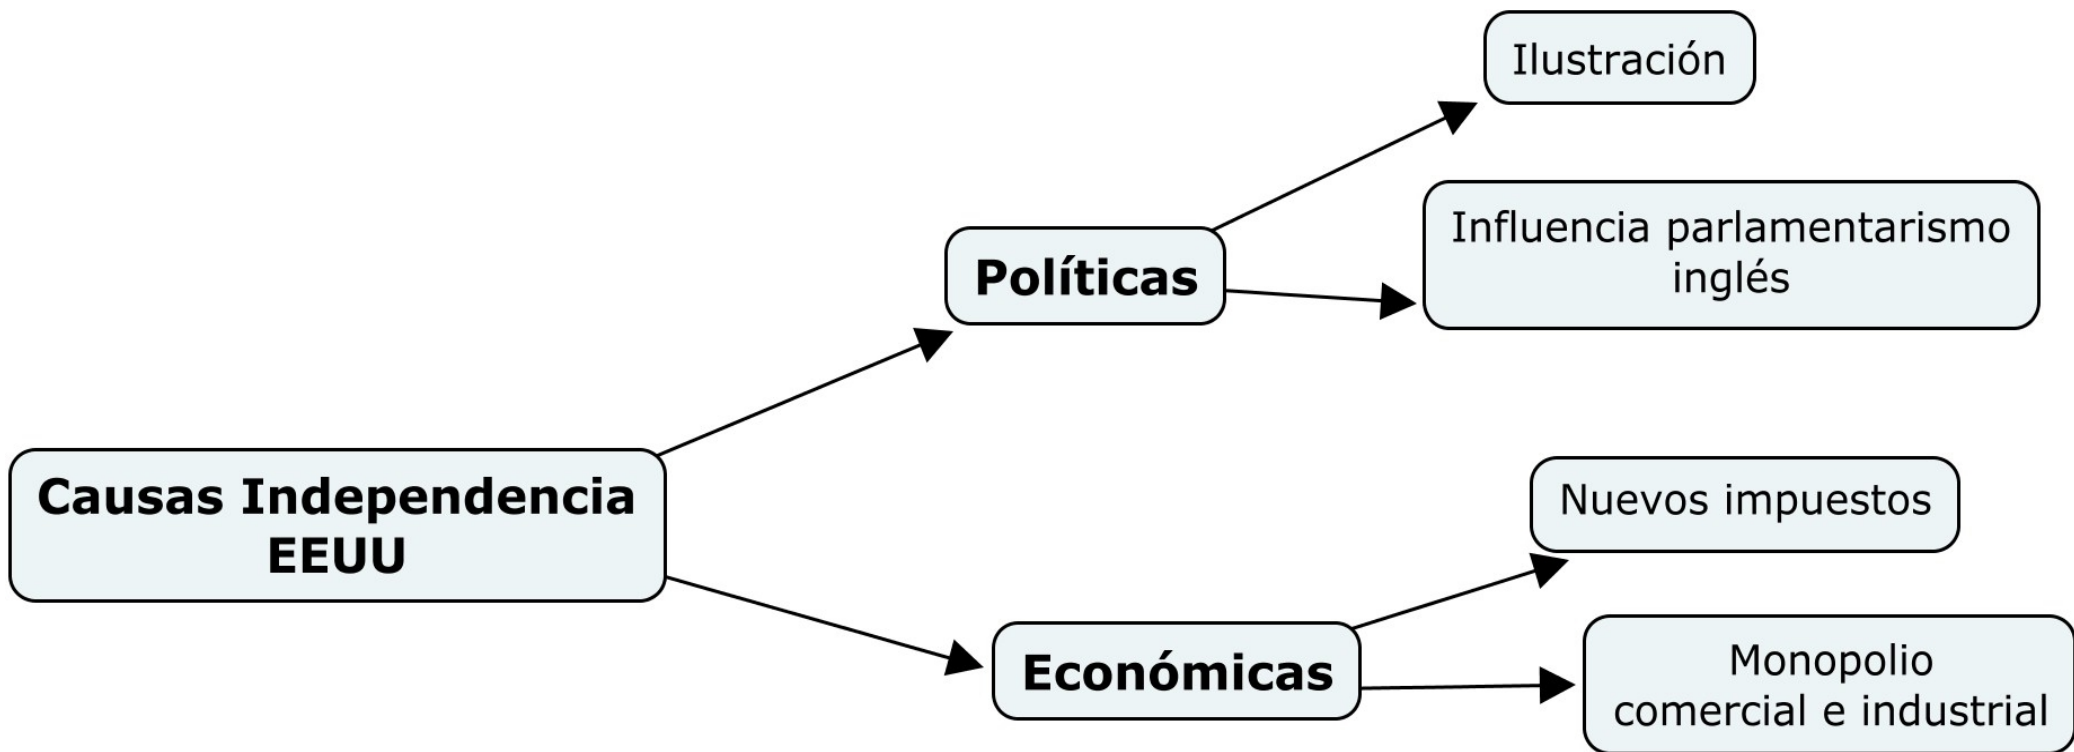 Ilustración
Influencia parlamentarismo
inglés
Políticas
Causas Independencia
EEUU
Nuevos impuestos
Económicas
Monopolio
comercial e industrial